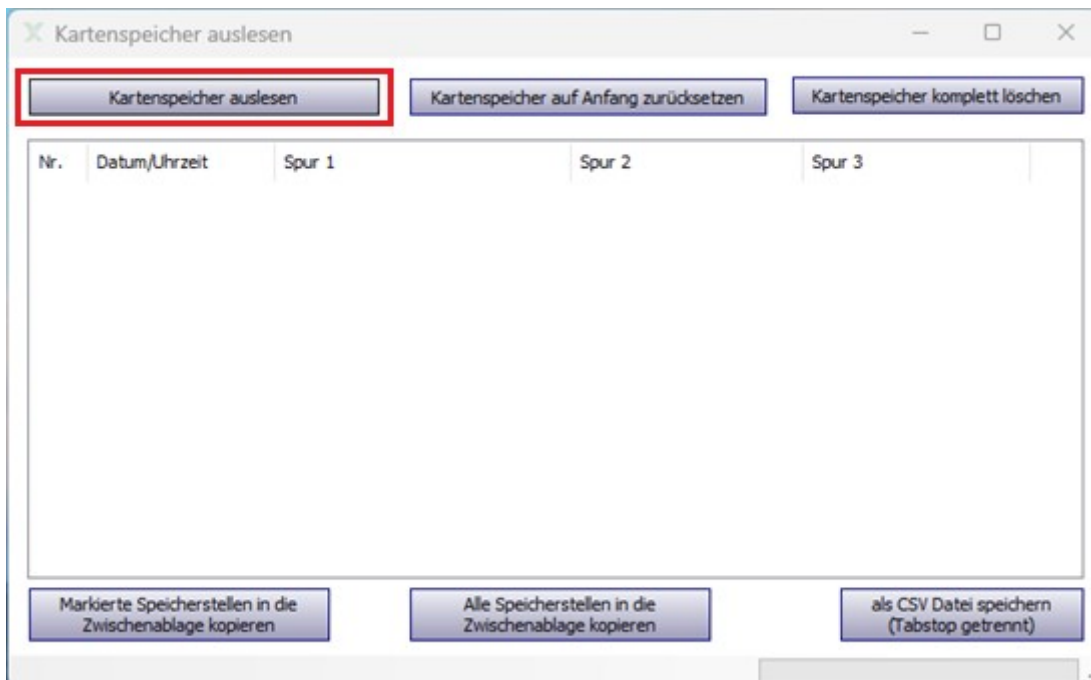 Kartenspeicher auslesen
Kartenspeicher auslesen
Kartenspeicher auf Anfang zurücksetzen
Kartenspeicher komplett löschen
Nr. Datum/Uhrzeit Spur 1 Spur 2 Spur 3
Markierte Speicherstellen in die
Zwischenablage kopieren
Alle Speicherstellen in die
Zwischenablage kopieren
als CSV Datei speichern
(Tabstop getrennt)